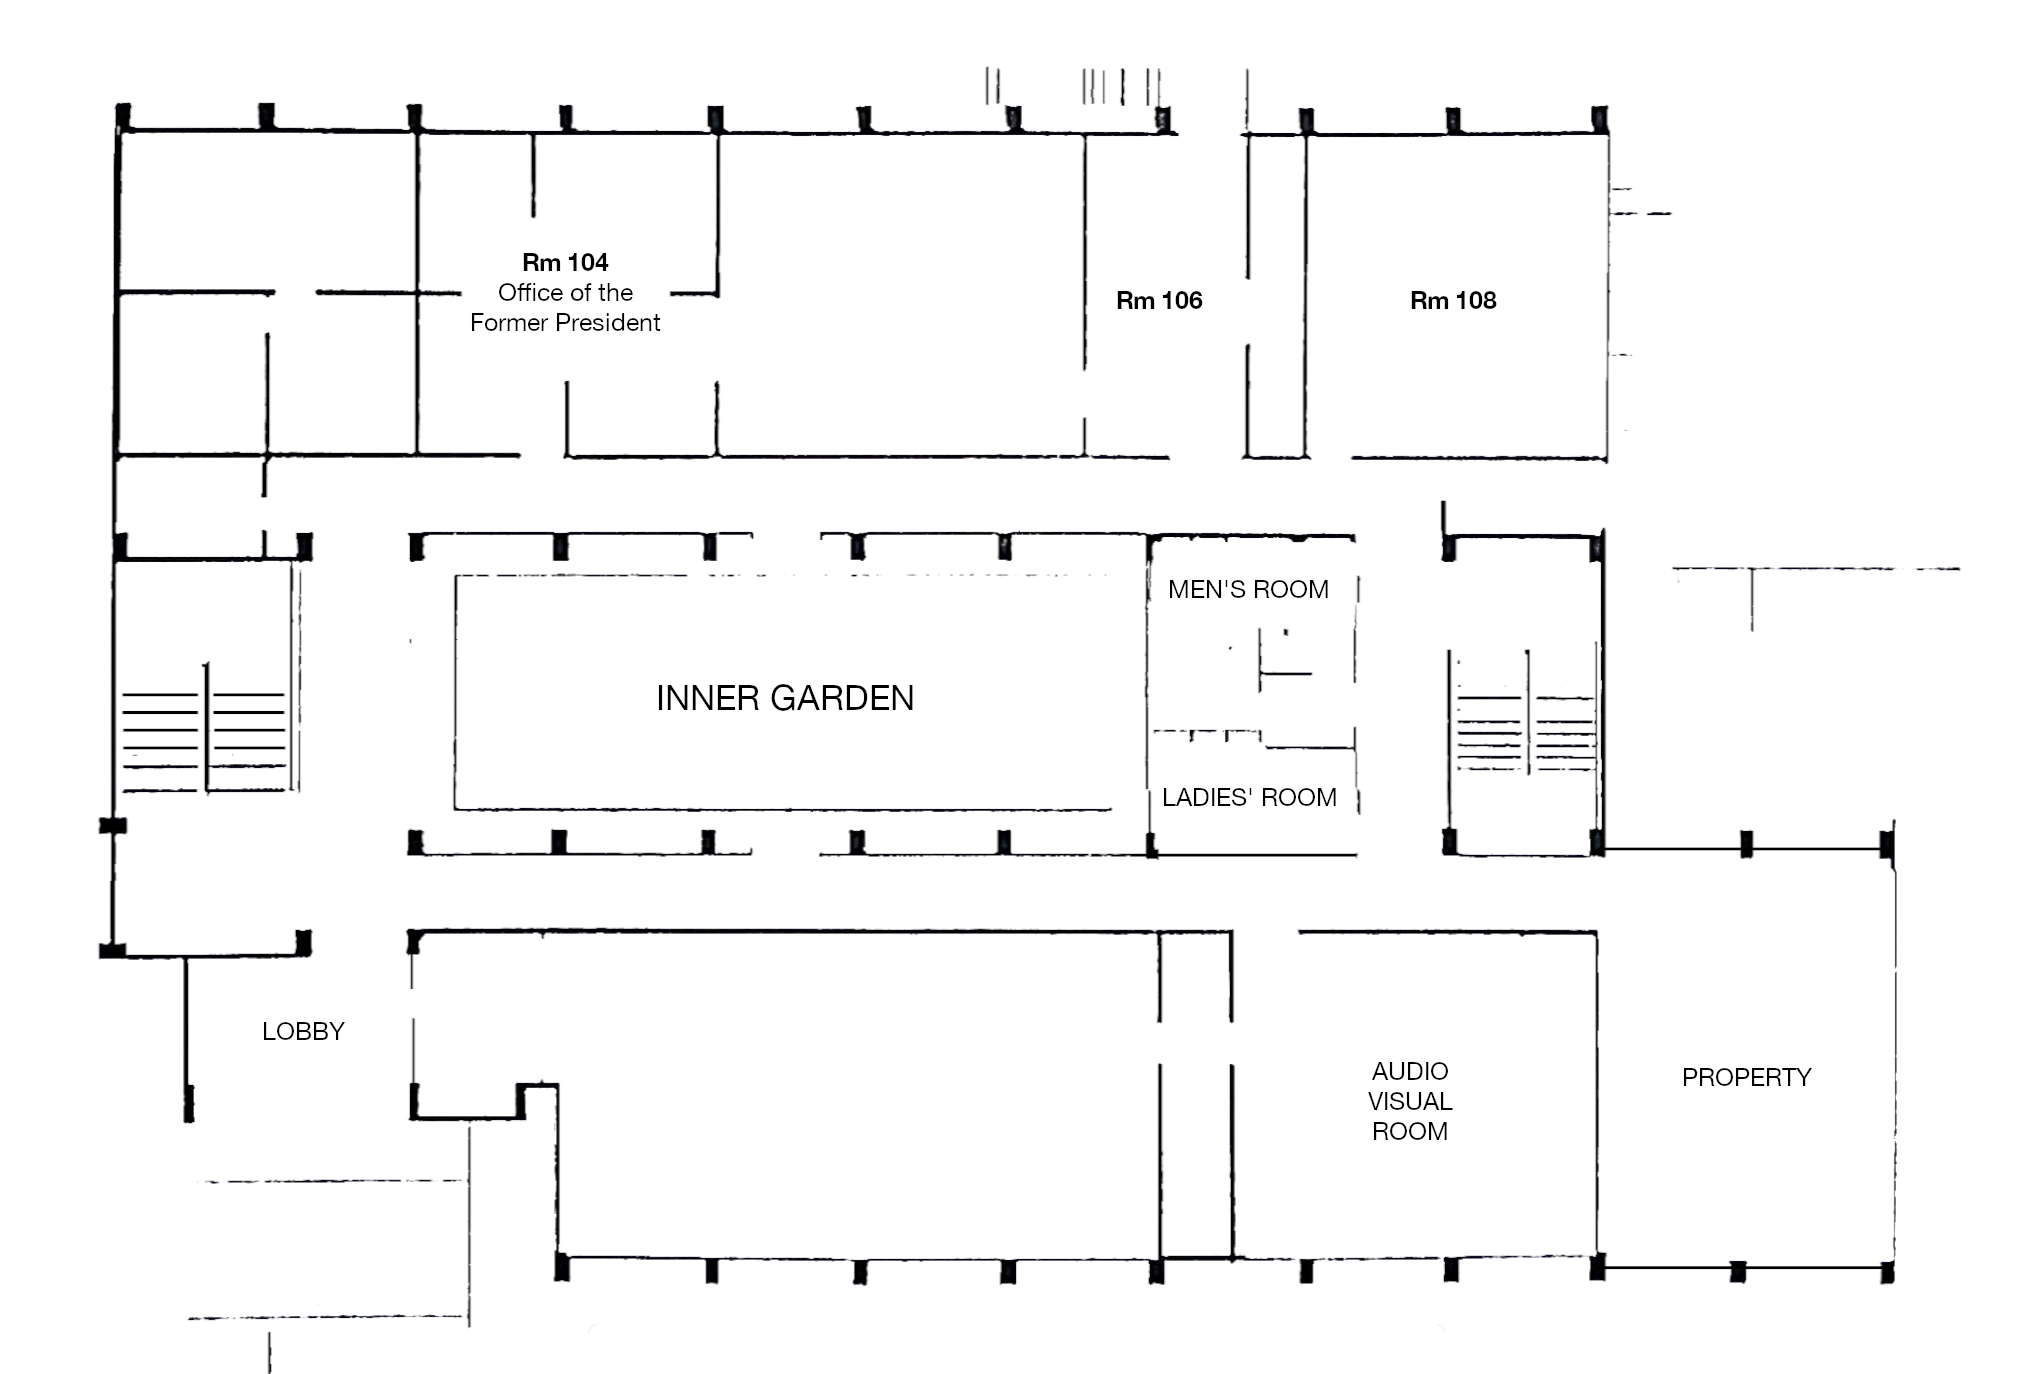 Rm 104
Office of the
Former President
Rm 106
Rm 108
MEN'S ROOM
INNER GARDEN
LADIES' ROOM
LOBBY
AUDIO
VISUAL
ROOM
PROPERTY